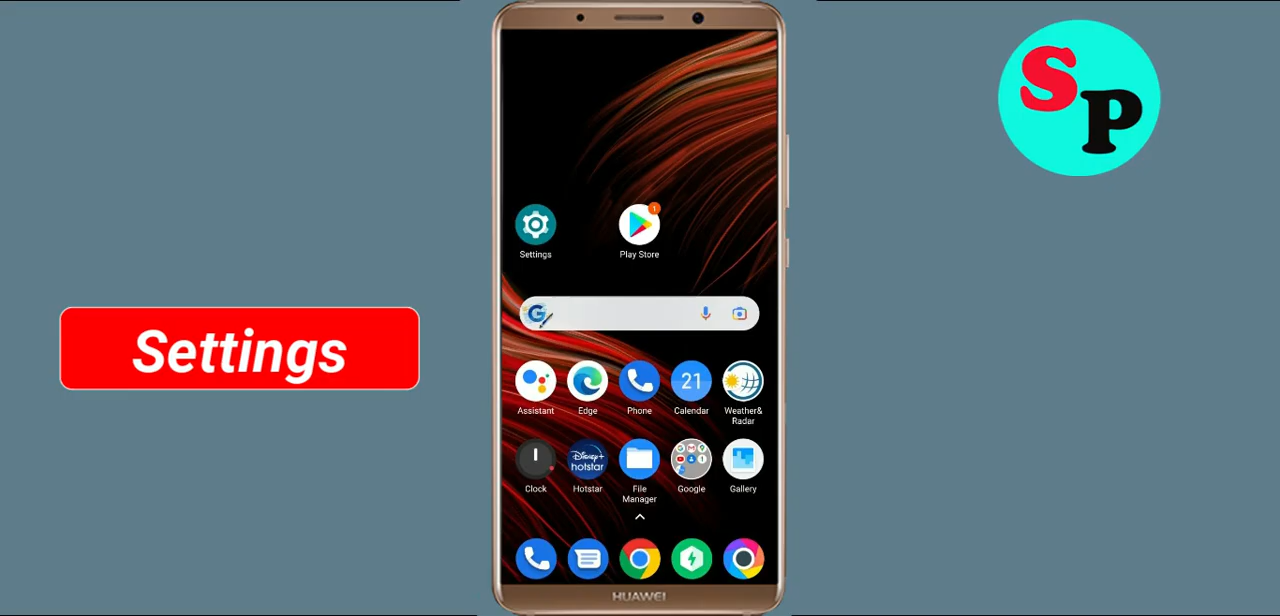 S
P
1
Settings
Play Store
G
Settings
21
Assistant
Edge
Phone
Calendar
Weather&
Radar
Disney+
hotstar
Clock
Hotstar
File
Manager
Google
Gallery
HUAWEI